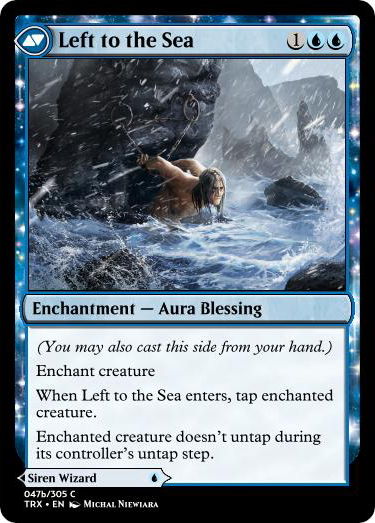 Left to the Sea 1
Enchantment — Aura Blessing
(You may also cast this side from your hand.)
Enchant creature
When Left to the Sea enters, tap enchanted
creature.
Enchanted creature doesn't untap during
its controller's untap step.
Siren Wizard
047b/305 C
TRX • EN Michal Niewiara